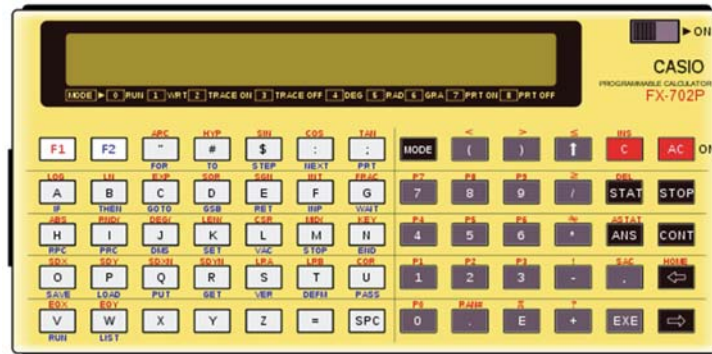 ON
CASIO
PROGRAMMABLE CALCULATOR
FX-702P
MODE ▶ 0 RUN 1 WRT 2 TRACE ON 3 TRACE OFF 4 DEG 5 RAD 6 GRA 7 PRT ON 8 PRT OFF
ARC HYP SIN COS TAN < > ≤ INS
F1 F2 " # $ : ; MODE ( ) ↑ C AC ON
FOR TO STEP NEXT PRT
LOG LN EXP SQR SGN INT FRAC P7 P8 P9 ≥ DEL
A B C D E F G 7 8 9 / STAT STOP
IF THEN GOTO GSB RET INP WAIT
ABS RND( DEG( LEN( CSR MID( KEY P4 P5 P6 ≠ ASTAT
H I J K L M N 4 5 6 * ANS CONT
RPC PRC DMS SET VAC STOP END
SDX SDY SDXN SDYN LRA LRB COR P1 P2 P3 ! SAC HOME
O P Q R S T U 1 2 3 - , ⇦
SAVE LOAD PUT GET VER DEFM PASS
EOX EOY P0 RAN# π ?
V W X Y Z = SPC 0 . E + EXE ⇨
RUN LIST